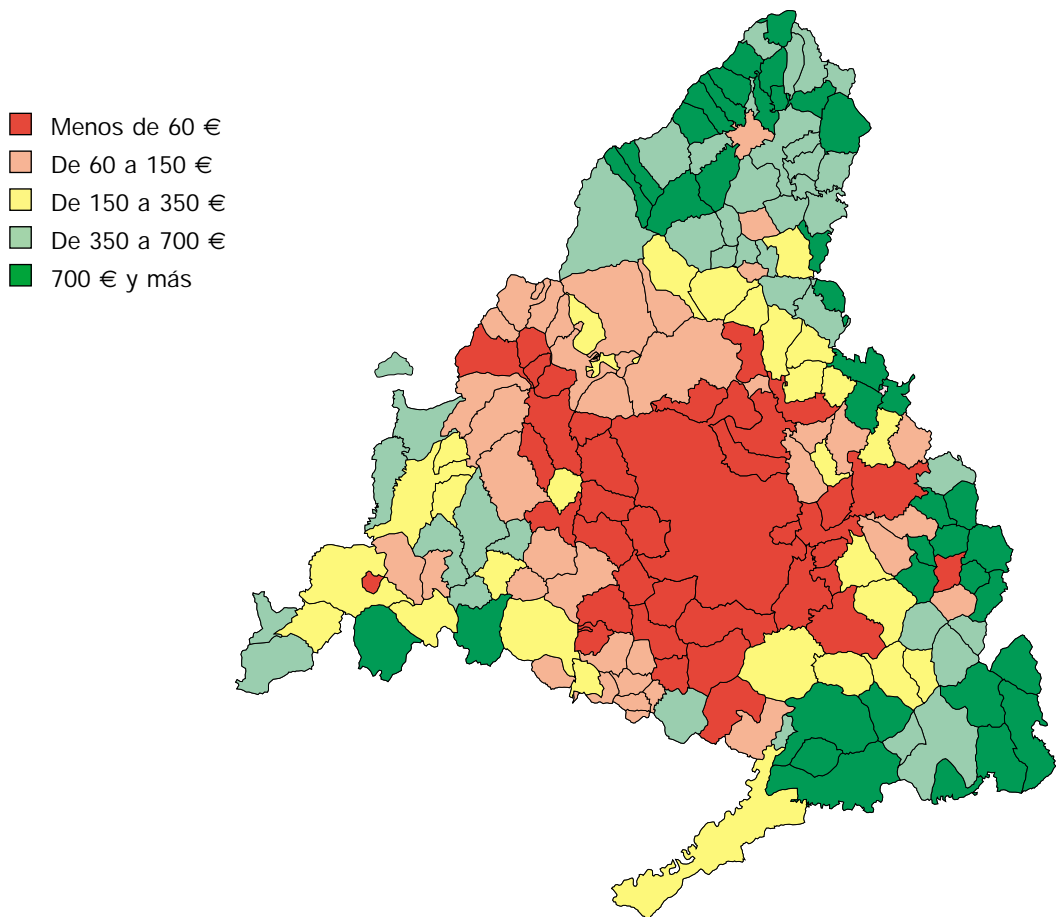 Menos de 60 €
De 60 a 150 €
De 150 a 350 €
De 350 a 700 €
700 € y más